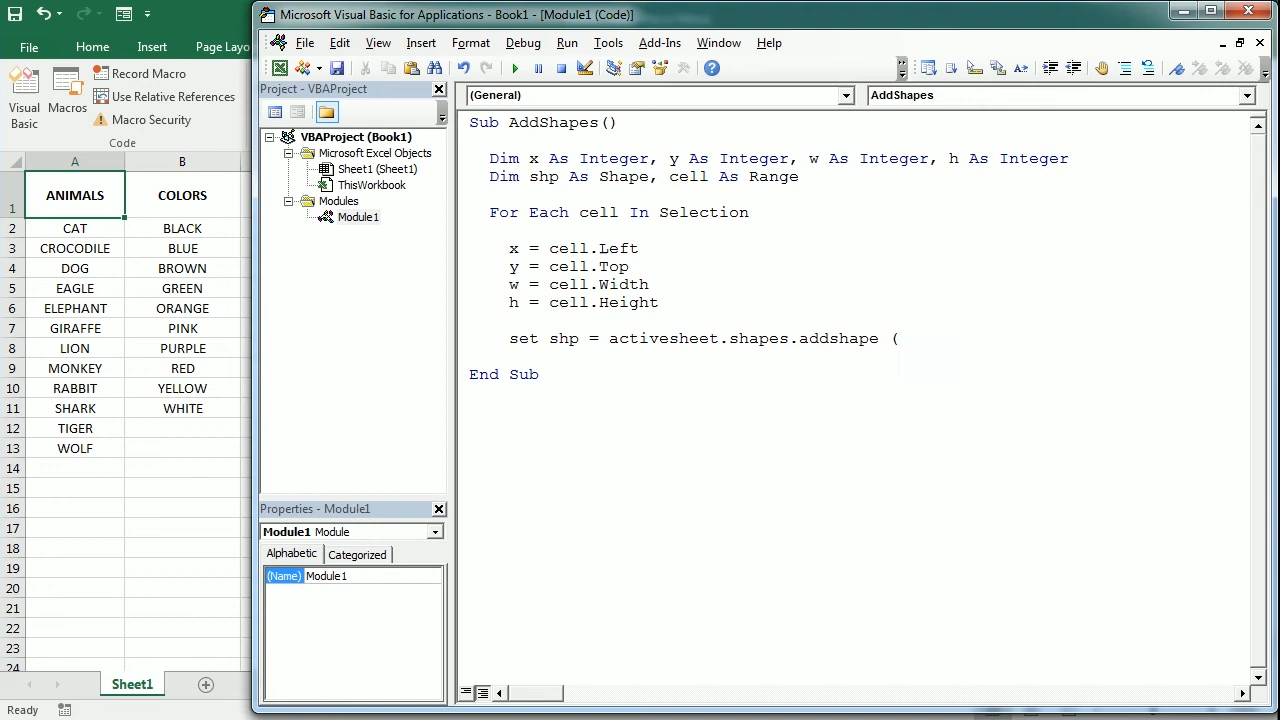 Microsoft Visual Basic for Applications - Book1 - [Module1 (Code)]
File Home Insert Page Layo
File Edit View Insert Format Debug Run Tools Add-Ins Window Help
Visual Basic
Macros
Record Macro
Use Relative References
Macro Security
Code
Project - VBAProject
VBAProject (Book1)
Microsoft Excel Objects
Sheet1 (Sheet1)
ThisWorkbook
Modules
Module1
Properties - Module1
Module1 Module
Alphabetic Categorized
(Name) Module1
(General) AddShapes
Sub AddShapes()
Dim x As Integer, y As Integer, w As Integer, h As Integer
Dim shp As Shape, cell As Range
For Each cell In Selection
x = cell.Left
y = cell.Top
w = cell.Width
h = cell.Height
set shp = activesheet.shapes.addshape (
End Sub
A B
1 ANIMALS COLORS
2 CAT BLACK
3 CROCODILE BLUE
4 DOG BROWN
5 EAGLE GREEN
6 ELEPHANT ORANGE
7 GIRAFFE PINK
8 LION PURPLE
9 MONKEY RED
10 RABBIT YELLOW
11 SHARK WHITE
12 TIGER
13 WOLF
14
15
16
17
18
19
20
21
22
23
24
Sheet1
Ready